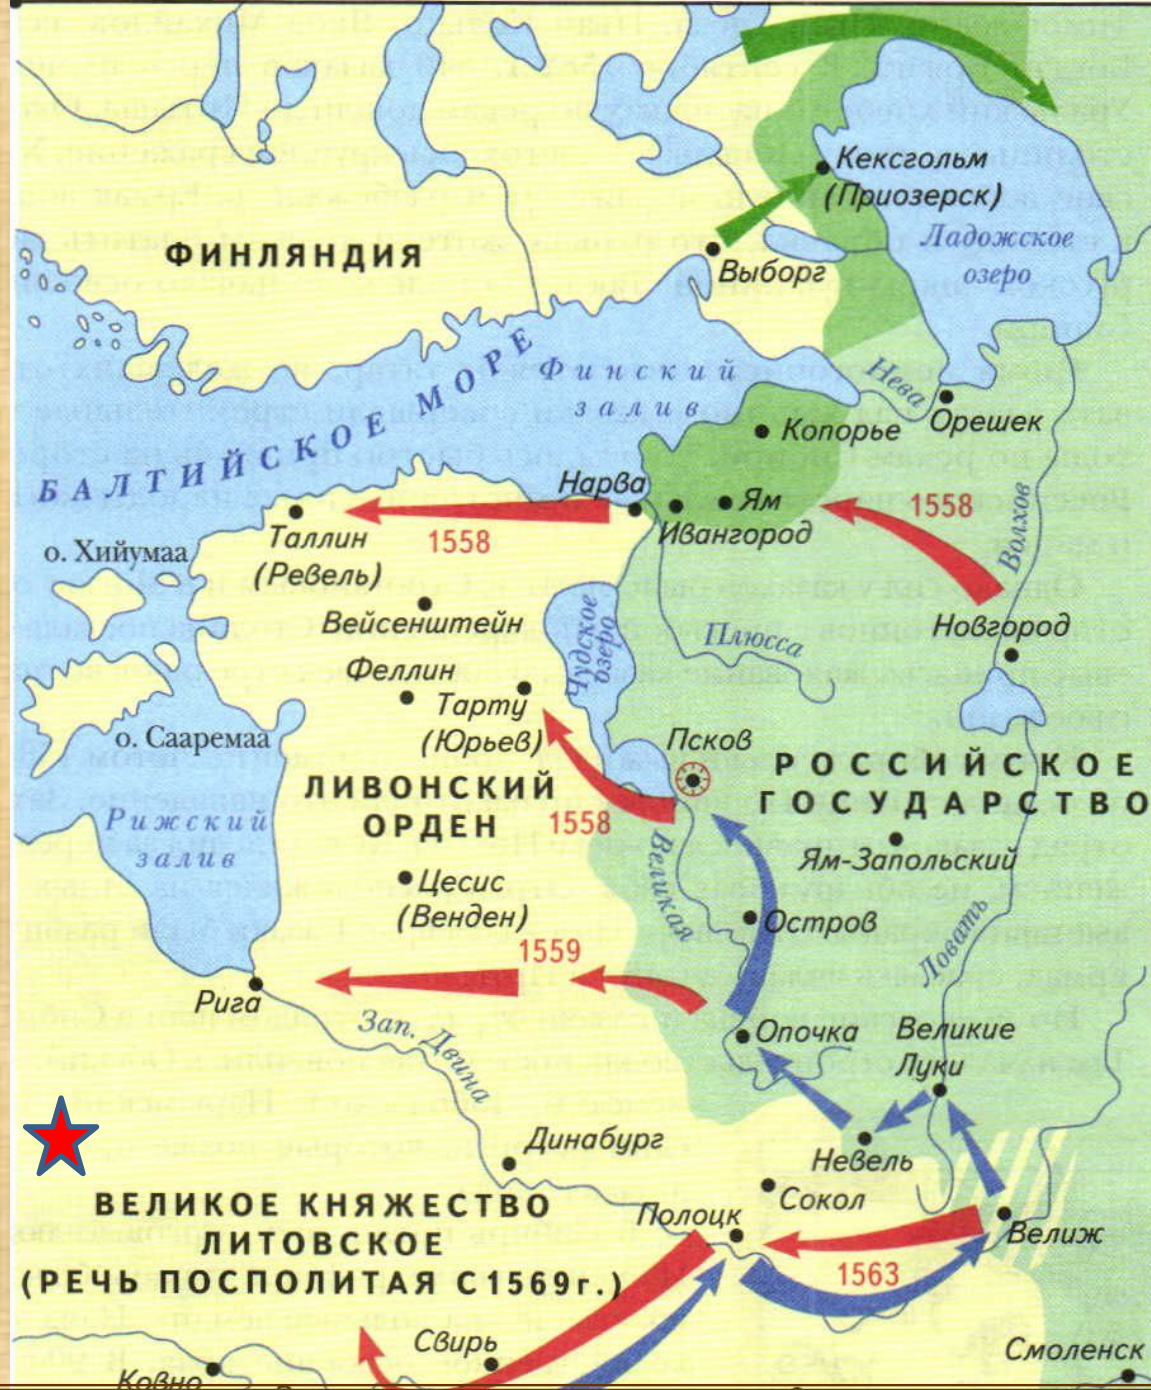 Кексгольм
(Приозерск)
Ладожское
озеро
ФИНЛЯНДИЯ
Выборг
БАЛТИЙСКОЕ МОРЕ
Финский
залив
Нева
Орешек
Копорье
Нарва
Ям
Ивангород
1558
Волхов
Таллин
(Ревель)
1558
о. Хийумаа
Вейсенштейн
Чудское
озеро
Плюсса
Новгород
Феллин
Тарту
(Юрьев)
о. Сааремаа
Псков
РОССИЙСКОЕ
ГОСУДАРСТВО
ЛИВОНСКИЙ
ОРДЕН
1558
Рижский
залив
Великая
Ям-Запольский
Цесис
(Венден)
Остров
Ловать
1559
Рига
Зап. Двина
Опочка
Великие
Луки
Динабург
Невель
Сокол
ВЕЛИКОЕ КНЯЖЕСТВО
ЛИТОВСКОЕ
(РЕЧЬ ПОСПОЛИТАЯ С 1569г.)
Полоцк
Велиж
1563
Свирь
Смоленск
Ковно